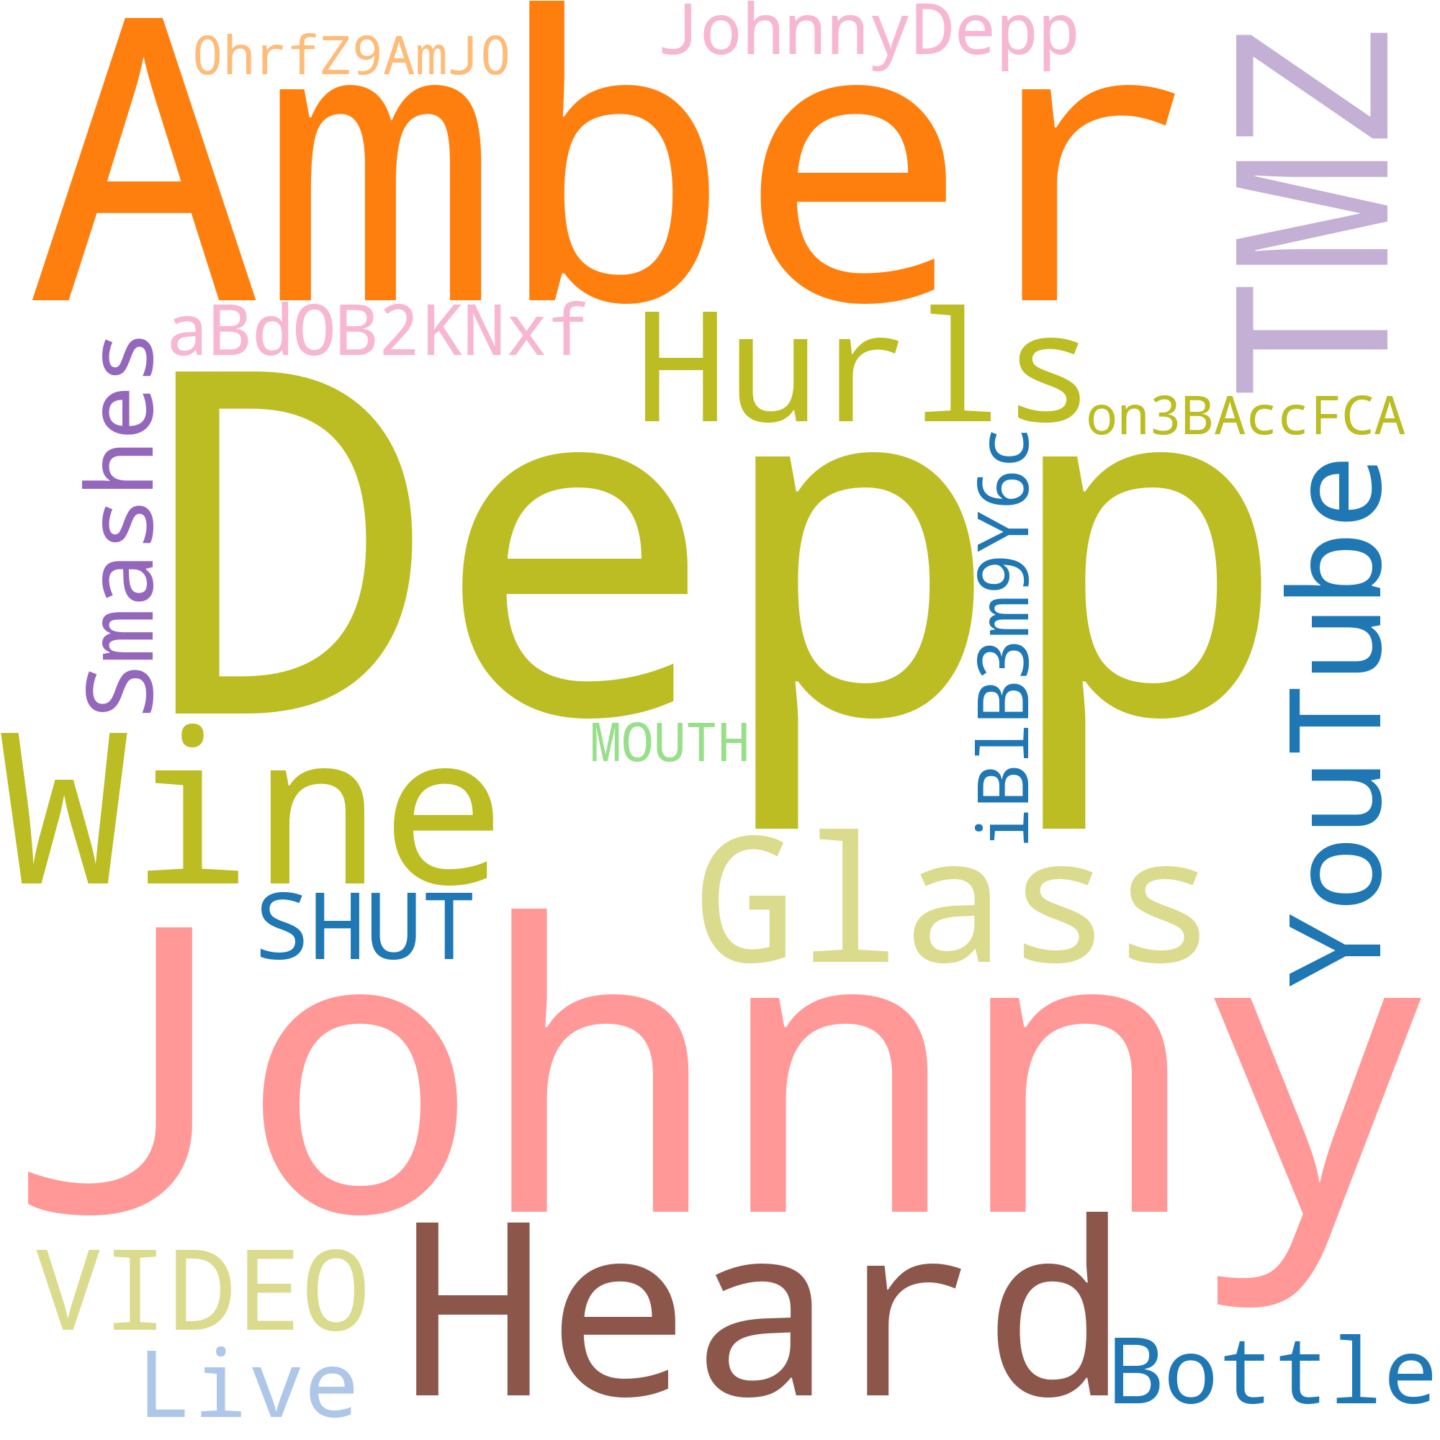 JohnnyDepp
0hrfZ9AmJO
Amber
TMZ
aBdOB2KNxf
Hurls
on3BAccFCA
Smashes
Depp
iBlB3m9Y6c
YouTube
MOUTH
Wine
Glass
SHUT
Johnny
VIDEO
Heard
Live
Bottle